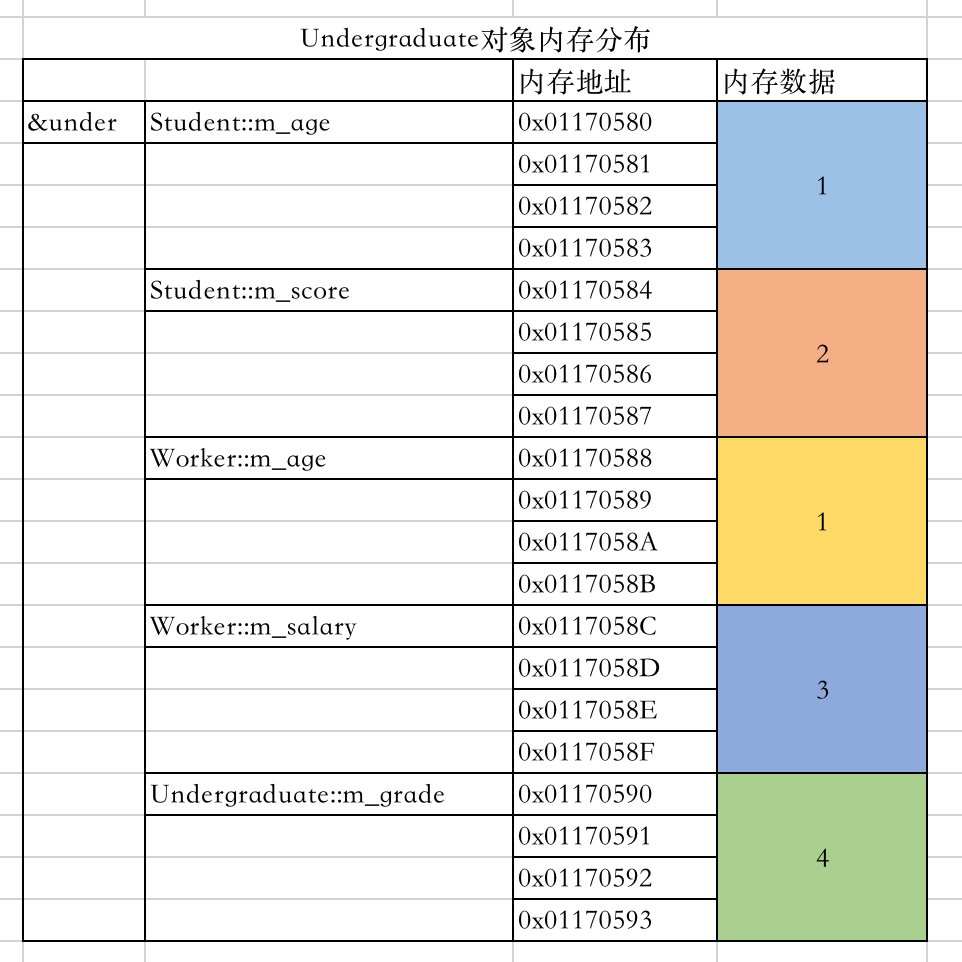 Undergraduate对象内存分布
内存地址 内存数据
&under Student::m_age 0x01170580
0x01170581
1
0x01170582
0x01170583
Student::m_score 0x01170584
0x01170585
2
0x01170586
0x01170587
Worker::m_age 0x01170588
0x01170589
1
0x0117058A
0x0117058B
Worker::m_salary 0x0117058C
0x0117058D
3
0x0117058E
0x0117058F
Undergraduate::m_grade 0x01170590
0x01170591
4
0x01170592
0x01170593